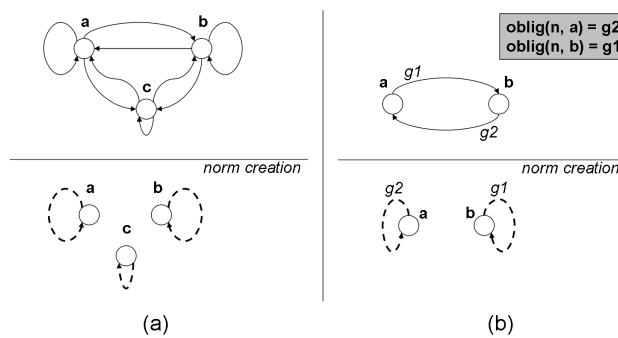 a
b
c
norm creation
a
b
c
(a)
oblig(n, a) = g2
oblig(n, b) = g1
g1
a
b
g2
norm creation
g2
g1
a
b
(b)